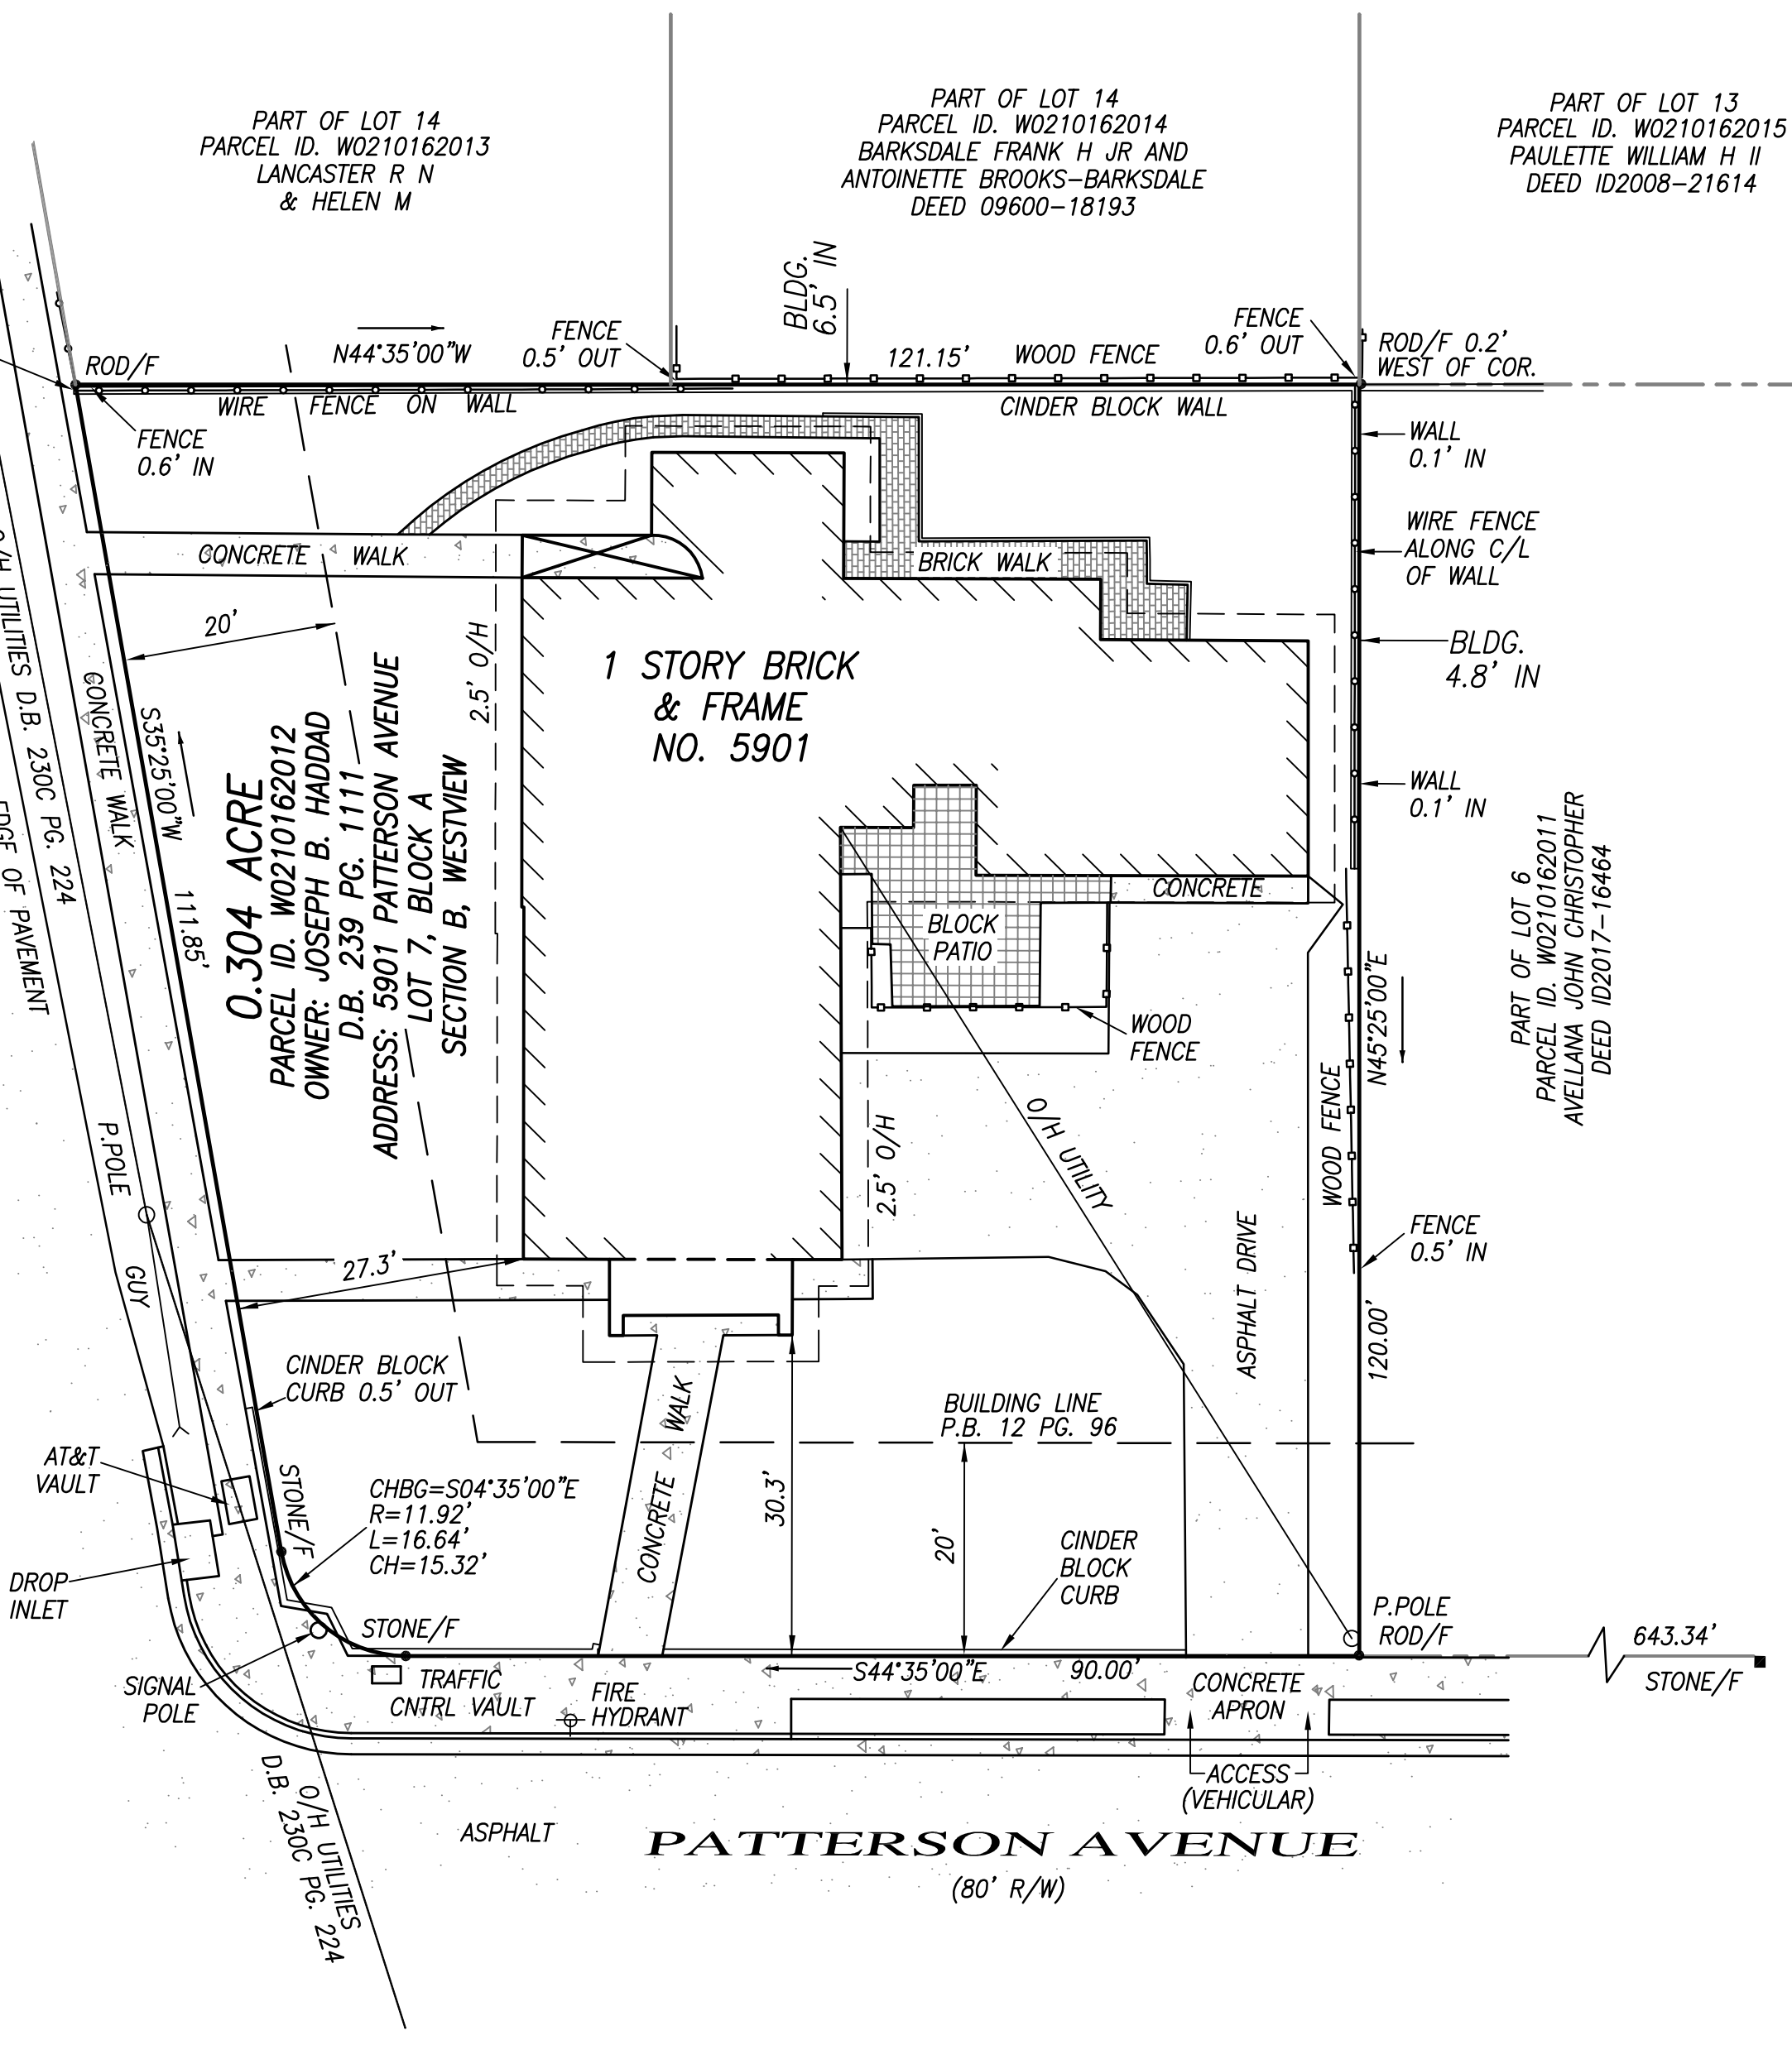 PART OF LOT 14
PARCEL ID. W0210162013
LANCASTER R N
& HELEN M
PART OF LOT 14
PARCEL ID. W0210162014
BARKSDALE FRANK H JR AND
ANTOINETTE BROOKS-BARKSDALE
DEED 09600-18193
PART OF LOT 13
PARCEL ID. W0210162015
PAULETTE WILLIAM H II
DEED ID2008-21614
BLDG.
6.5' IN
ROD/F
N44°35'00"W
FENCE
0.5' OUT
121.15'
WOOD FENCE
FENCE
0.6' OUT
ROD/F 0.2'
WEST OF COR.
WIRE FENCE ON WALL
CINDER BLOCK WALL
FENCE
0.6' IN
WALL
0.1' IN
WIRE FENCE
ALONG C/L
OF WALL
BLDG.
4.8' IN
WALL
0.1' IN
CONCRETE WALK
BRICK WALK
20'
2.5' O/H
1 STORY BRICK
& FRAME
NO. 5901
O/H UTILITIES D.B. 230C PG. 224
CONCRETE WALK
S35°25'00"W
111.85'
EDGE OF PAVEMENT
0.304 ACRE
PARCEL ID. W0210162012
OWNER: JOSEPH B. HADDAD
D.B. 239 PG. 1111
ADDRESS: 5901 PATTERSON AVENUE
LOT 7, BLOCK A
SECTION B, WESTVIEW
CONCRETE
BLOCK
PATIO
WOOD
FENCE
N45°25'00"E
PART OF LOT 6
PARCEL ID. W0210162011
AVELLANA JOHN CHRISTOPHER
DEED ID2017-16464
O/H UTILITY
2.5' O/H
WOOD FENCE
ASPHALT DRIVE
FENCE
0.5' IN
120.00'
P.POLE
GUY
27.3'
CINDER BLOCK
CURB 0.5' OUT
CONCRETE WALK
BUILDING LINE
P.B. 12 PG. 96
AT&T
VAULT
STONE/F
CHBG=S04°35'00"E
R=11.92'
L=16.64'
CH=15.32'
30.3'
20'
CINDER
BLOCK
CURB
DROP
INLET
STONE/F
P.POLE
ROD/F
643.34'
STONE/F
SIGNAL
POLE
TRAFFIC
CNTRL VAULT
FIRE
HYDRANT
S44°35'00"E
90.00'
CONCRETE
APRON
ACCESS
(VEHICULAR)
O/H UTILITIES
D.B. 230C PG. 224
ASPHALT
PATTERSON AVENUE
(80' R/W)